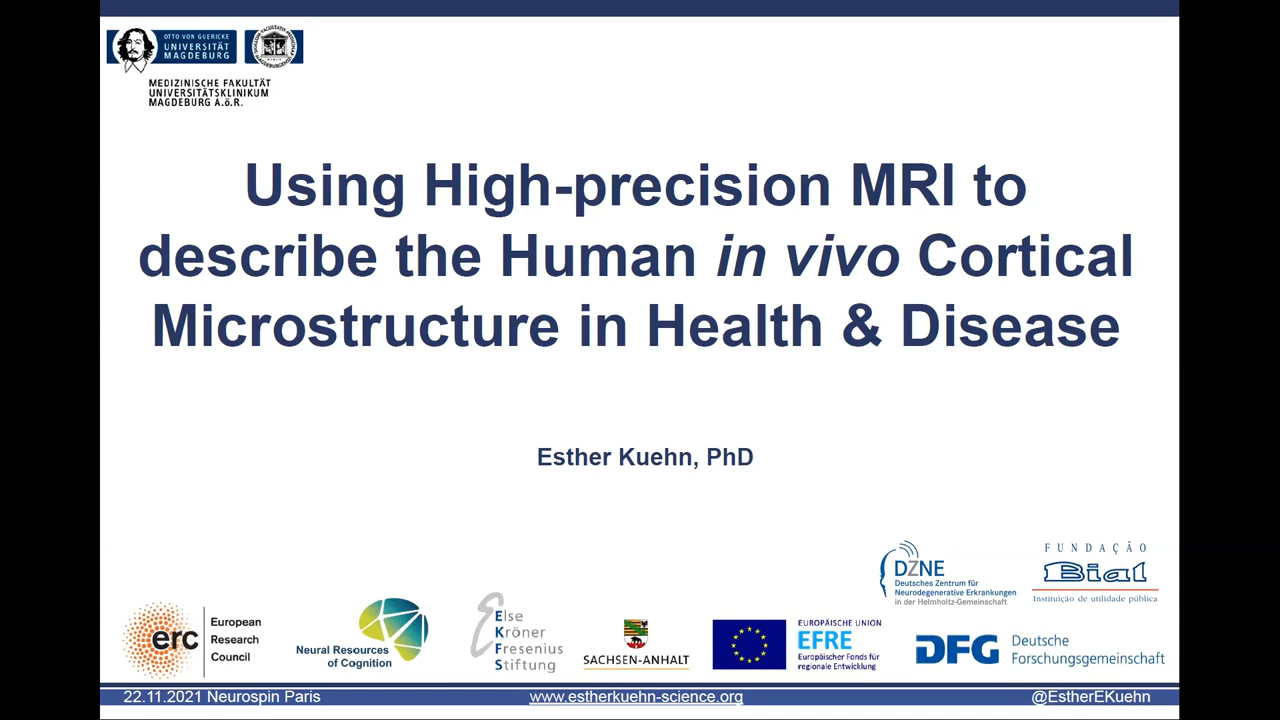 OTTO VON GUERICKE
UNIVERSITÄT
MAGDEBURG
MEDIZINISCHE FAKULTÄT
UNIVERSITÄTSKLINIKUM
MAGDEBURG A.ö.R.
Using High-precision MRI to
describe the Human in vivo Cortical
Microstructure in Health & Disease
Esther Kuehn, PhD
DZNE
Deutsches Zentrum für
Neurodegenerative Erkrankungen
in der Helmholtz-Gemeinschaft
FUNDAÇÃO
Bial
Instituição de utilidade pública
erc
European
Research
Council
Neural Resources
of Cognition
Else
Kröner
Fresenius
Stiftung
E
K
F
S
SACHSEN-ANHALT
EUROPÄISCHE UNION
EFRE
Europäischer Fonds für
regionale Entwicklung
DFG
Deutsche
Forschungsgemeinschaft
22.11.2021 Neurospin Paris
www.estherkuehn-science.org
@EstherEKuehn